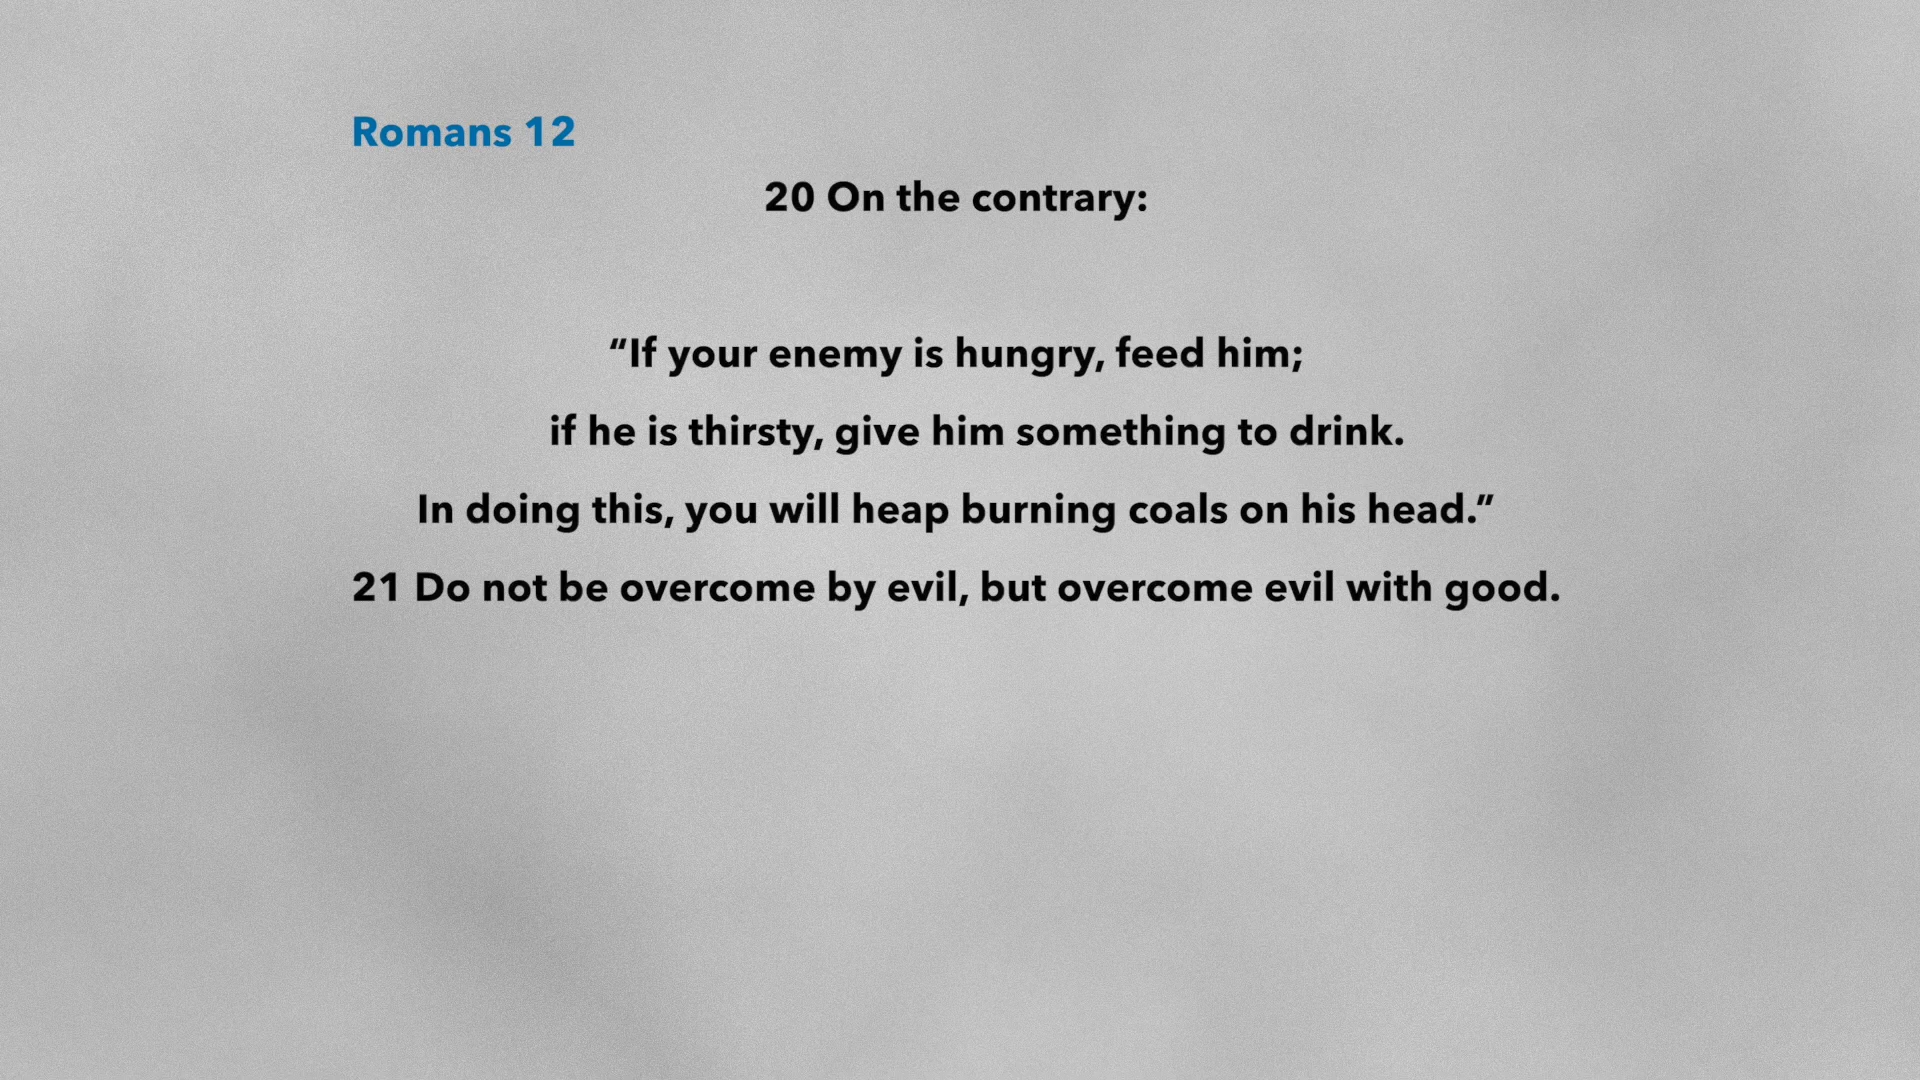 Romans 12
20 On the contrary:
“If your enemy is hungry, feed him;
if he is thirsty, give him something to drink.
In doing this, you will heap burning coals on his head.”
21 Do not be overcome by evil, but overcome evil with good.